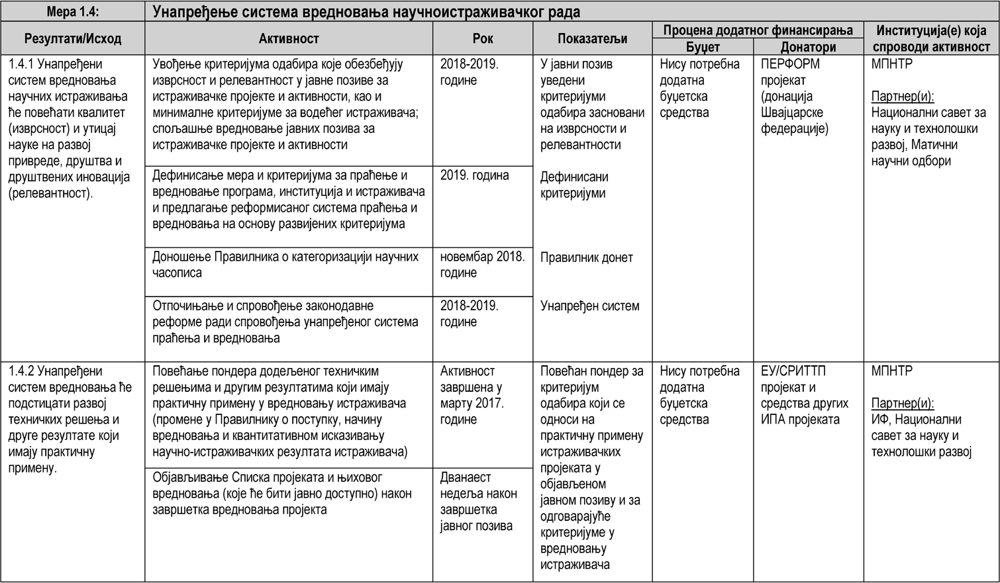 Мера 1.4:
Унапређење система вредновања научноистраживачког рада
Резултати/Исход
Активност
Рок
Показатељи
Процена додатног финансирања
Буџет
Донатори
Институција(е) која
спроводи активност
1.4.1 Унапређени
систем вредновања
научних истраживања
ће повећати квалитет
(изврсност) и утицај
науке на развој
привреде, друштва и
друштвених иновација
(релевантност).
Увођење критеријума одабира које обезбеђују
изврсност и релевантност у јавне позиве за
истраживачке пројекте и активности, као и
минималне критеријуме за водећег истраживача;
спољашње вредновање јавних позива за
истраживачке пројекте и активности
2018-2019.
године
У јавни позив
уведени
критеријуми
одабира засновани
на изврсности и
релевантности
Нису потребна
додатна
буџетска
средства
ПЕРФОРМ
пројекат
(донација
Швајцарске
федерације)
МПНТР
Партнер(и):
Национални савет за
науку и технолошки
развој, Матични
научни одбори
Дефинисање мера и критеријума за праћење и
вредновање програма, институција и истраживача
и предлагање реформисаног система праћења и
вредновања на основу развијених критеријума
2019. година
Дефинисани
критеријуми
Доношење Правилника о категоризацији научних
часописа
новембар 2018.
године
Правилник донет
Отпочињање и спровођење законодавне
реформе ради спровођења унапређеног система
праћења и вредновања
2018-2019.
године
Унапређен систем
1.4.2 Унапређени
систем вредновања ће
подстицати развој
техничких решења и
друге резултате који
имају практичну
примену.
Повећање пондера додељеног техничким
решењима и другим резултатима који имају
практичну примену у вредновању истраживача
(промене у Правилнику о поступку, начину
вредновања и квантитативном исказивању
научно-истраживачких резултата истраживача)
Активност
завршена у
марту 2017.
године
Повећан пондер за
критеријум
одабира који се
односи на
практичну примену
истраживачких
пројеката у
објављеном
јавном позиву и за
одговарајуће
критеријуме у
вредновању
истраживача
Нису потребна
додатна
буџетска
средства
ЕУ/СРИТТП
пројекат и
средства других
ИПА пројеката
МПНТР
Партнер(и):
ИФ, Национални
савет за науку и
технолошки развој
Објављивање Списка пројеката и њиховог
вредновања (које ће бити јавно доступно) након
завршетка вредновања пројекта
Дванаест
недеља након
завршетка
јавног позива